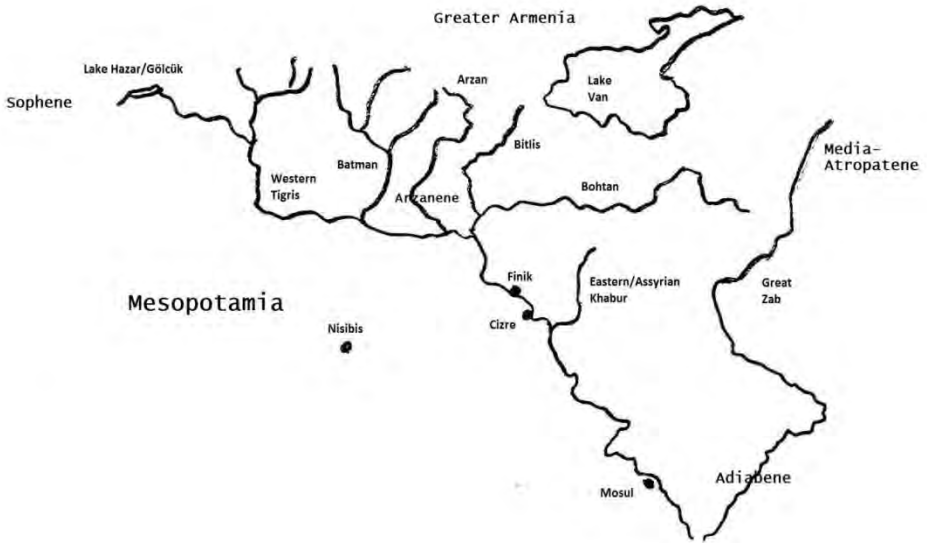 Greater Armenia
Lake Hazar/Gölcük
Sophene
Arzan
Lake
Van
Bitlis
Media-
Atropatene
Batman
Western
Tigris
Arzanene
Bohtan
Finik
Eastern/Assyrian
Khabur
Great
Zab
Mesopotamia
Cizre
Nisibis
Adiabene
Mosul